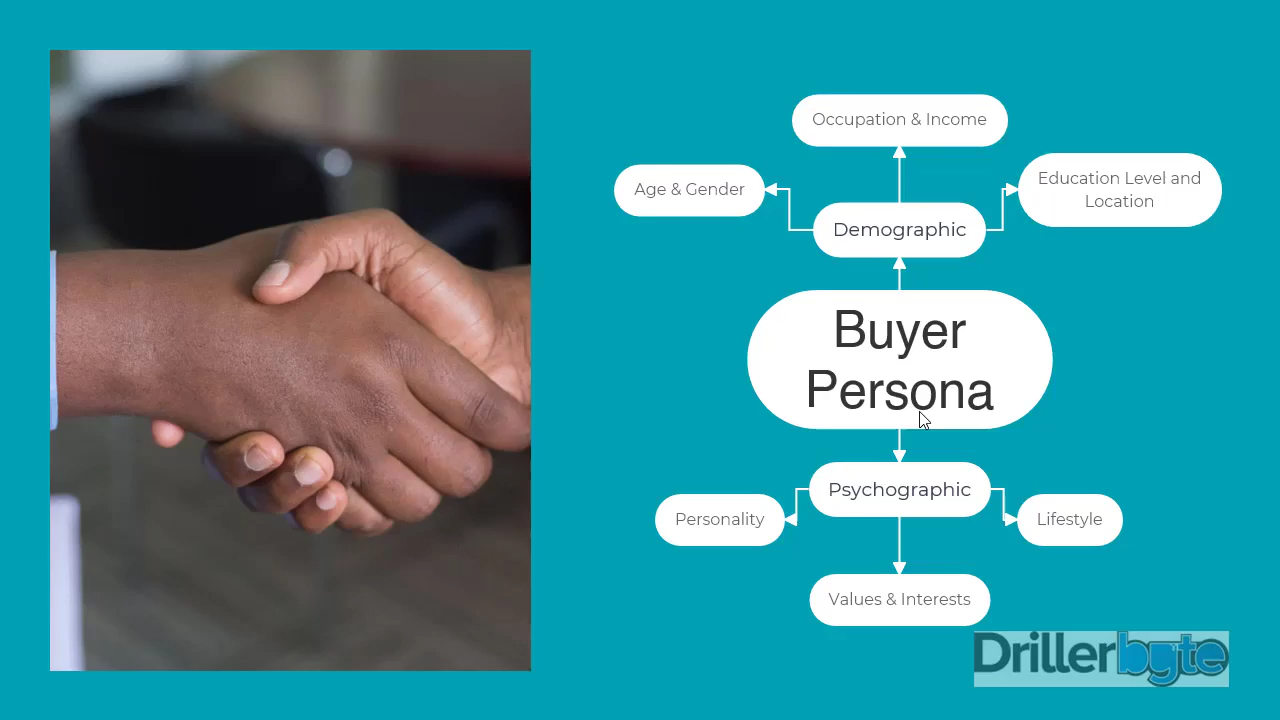 Occupation & Income
Age & Gender
Education Level and
Location
Demographic
Buyer
Persona
Psychographic
Personality
Lifestyle
Values & Interests
Drillerbyte